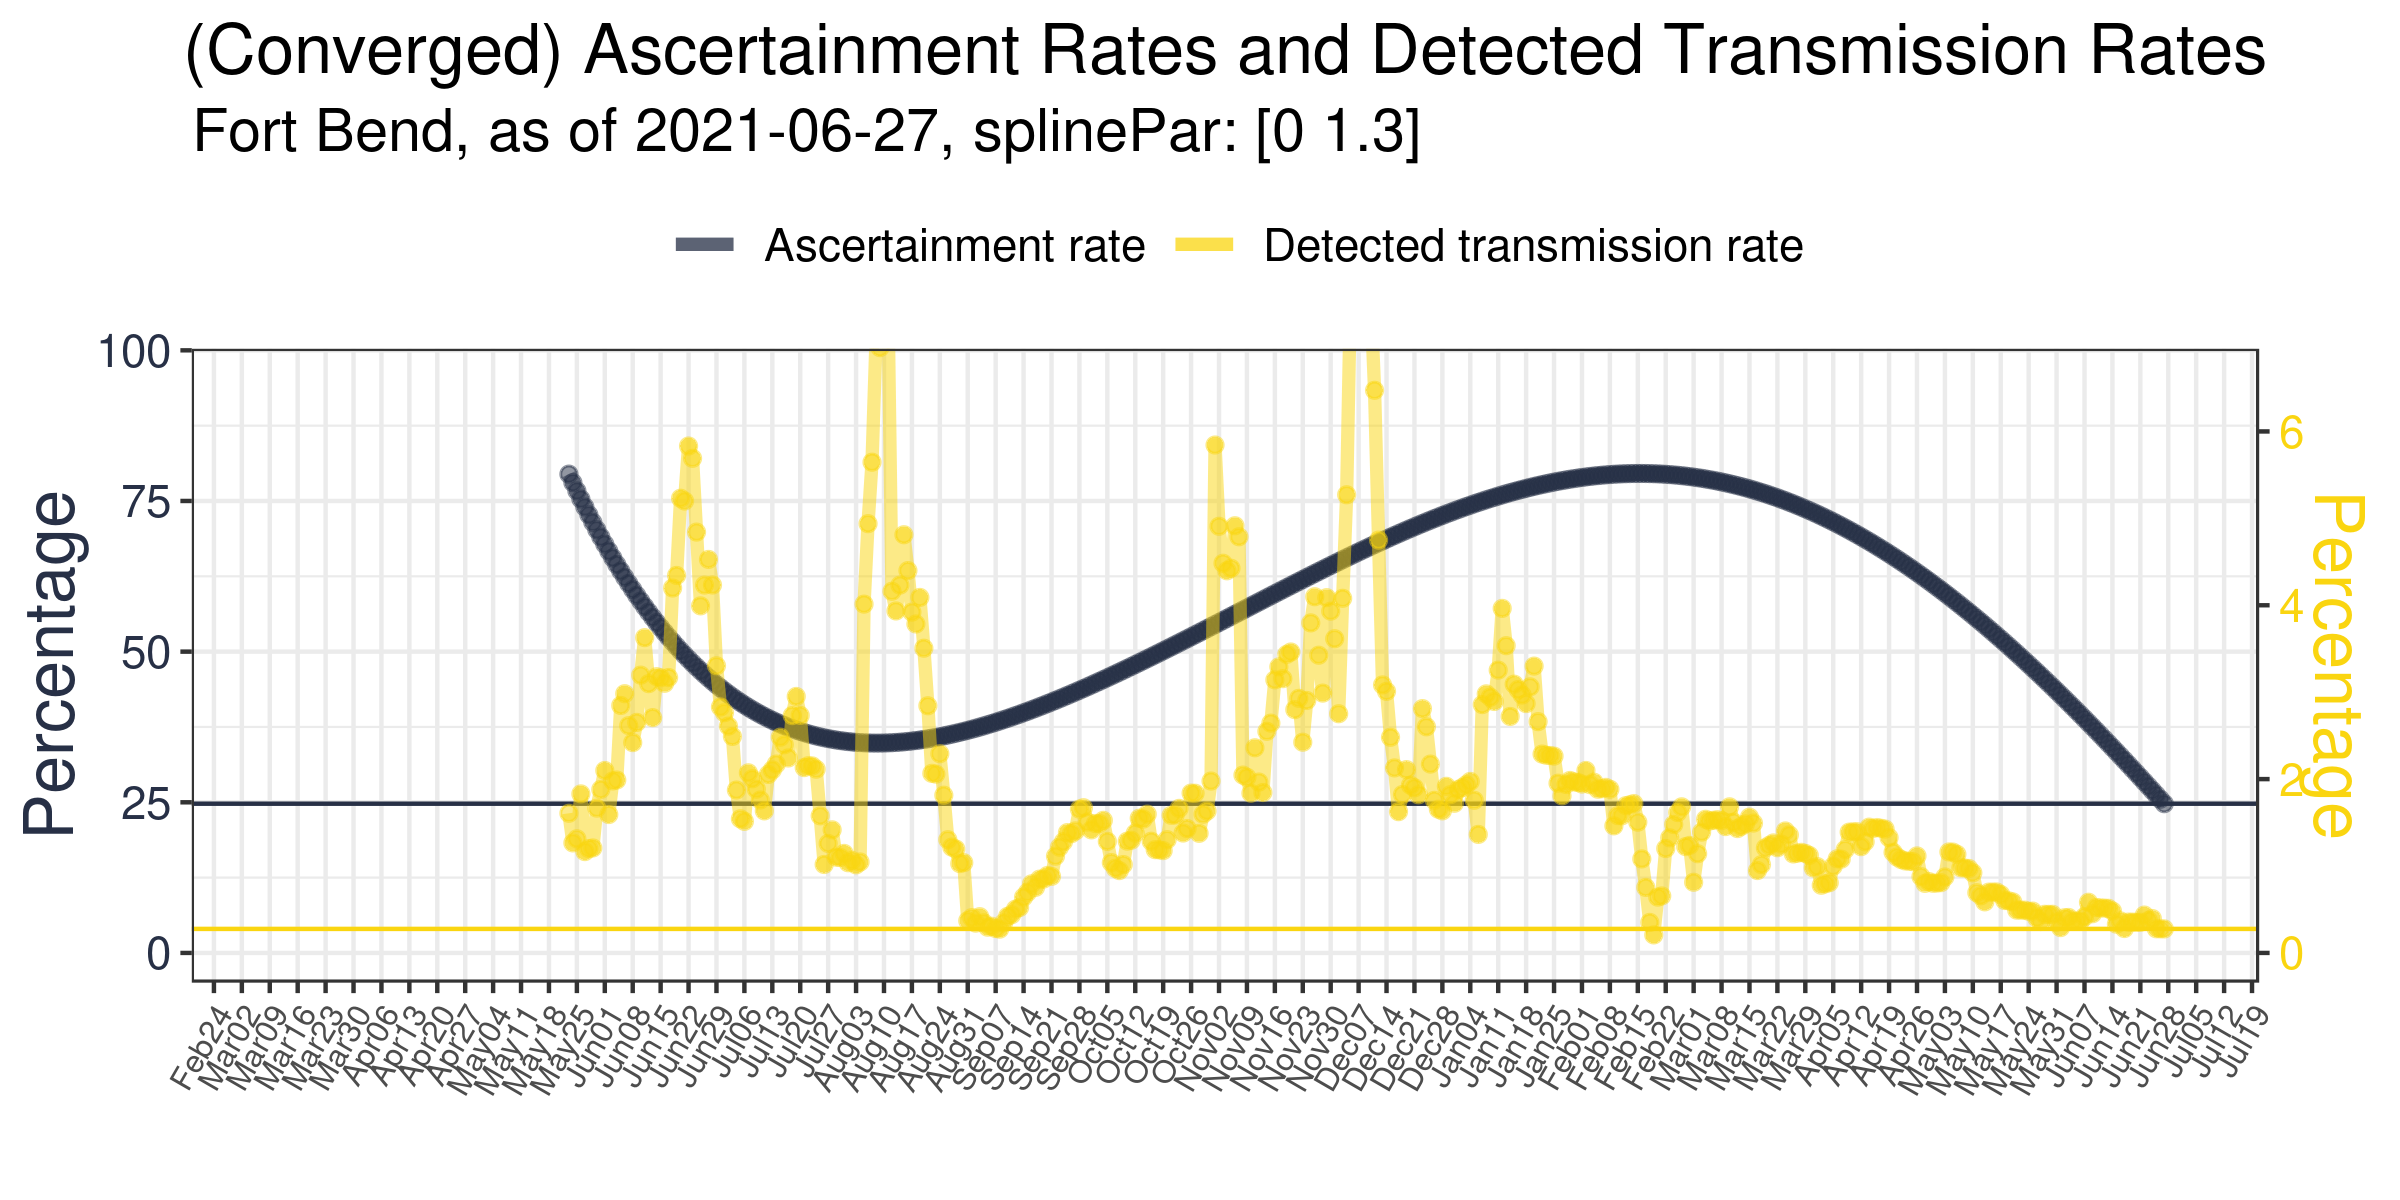 (Converged) Ascertainment Rates and Detected Transmission Rates
Fort Bend, as of 2021-06-27, splinePar: [0 1.3]
Ascertainment rate
Detected transmission rate
Percentage
100
75
50
25
0
6
4
2
0
Percentage
Feb24
Mar02
Mar09
Mar16
Mar23
Mar30
Apr06
Apr13
Apr20
Apr27
May04
May11
May18
May25
Jun01
Jun08
Jun15
Jun22
Jun29
Jul06
Jul13
Jul20
Jul27
Aug03
Aug10
Aug17
Aug24
Aug31
Sep07
Sep14
Sep21
Sep28
Oct05
Oct12
Oct19
Oct26
Nov02
Nov09
Nov16
Nov23
Nov30
Dec07
Dec14
Dec21
Dec28
Jan04
Jan11
Jan18
Jan25
Feb01
Feb08
Feb15
Feb22
Mar01
Mar08
Mar15
Mar22
Mar29
Apr05
Apr12
Apr19
Apr26
May03
May10
May17
May24
May31
Jun07
Jun14
Jun21
Jun28
Jul05
Jul12
Jul19